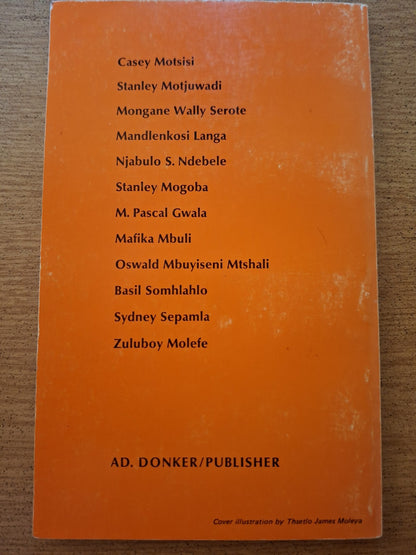 Casey Motsisi
Stanley Motjuwadi
Mongane Wally Serote
Mandlenkosi Langa
Njabulo S. Ndebele
Stanley Mogoba
M. Pascal Gwala
Mafika Mbuli
Oswald Mbuyiseni Mtshali
Basil Somhlahlo
Sydney Sepamla
Zuluboy Molefe
AD. DONKER/PUBLISHER
Cover illustration by Thartlo James Moleya